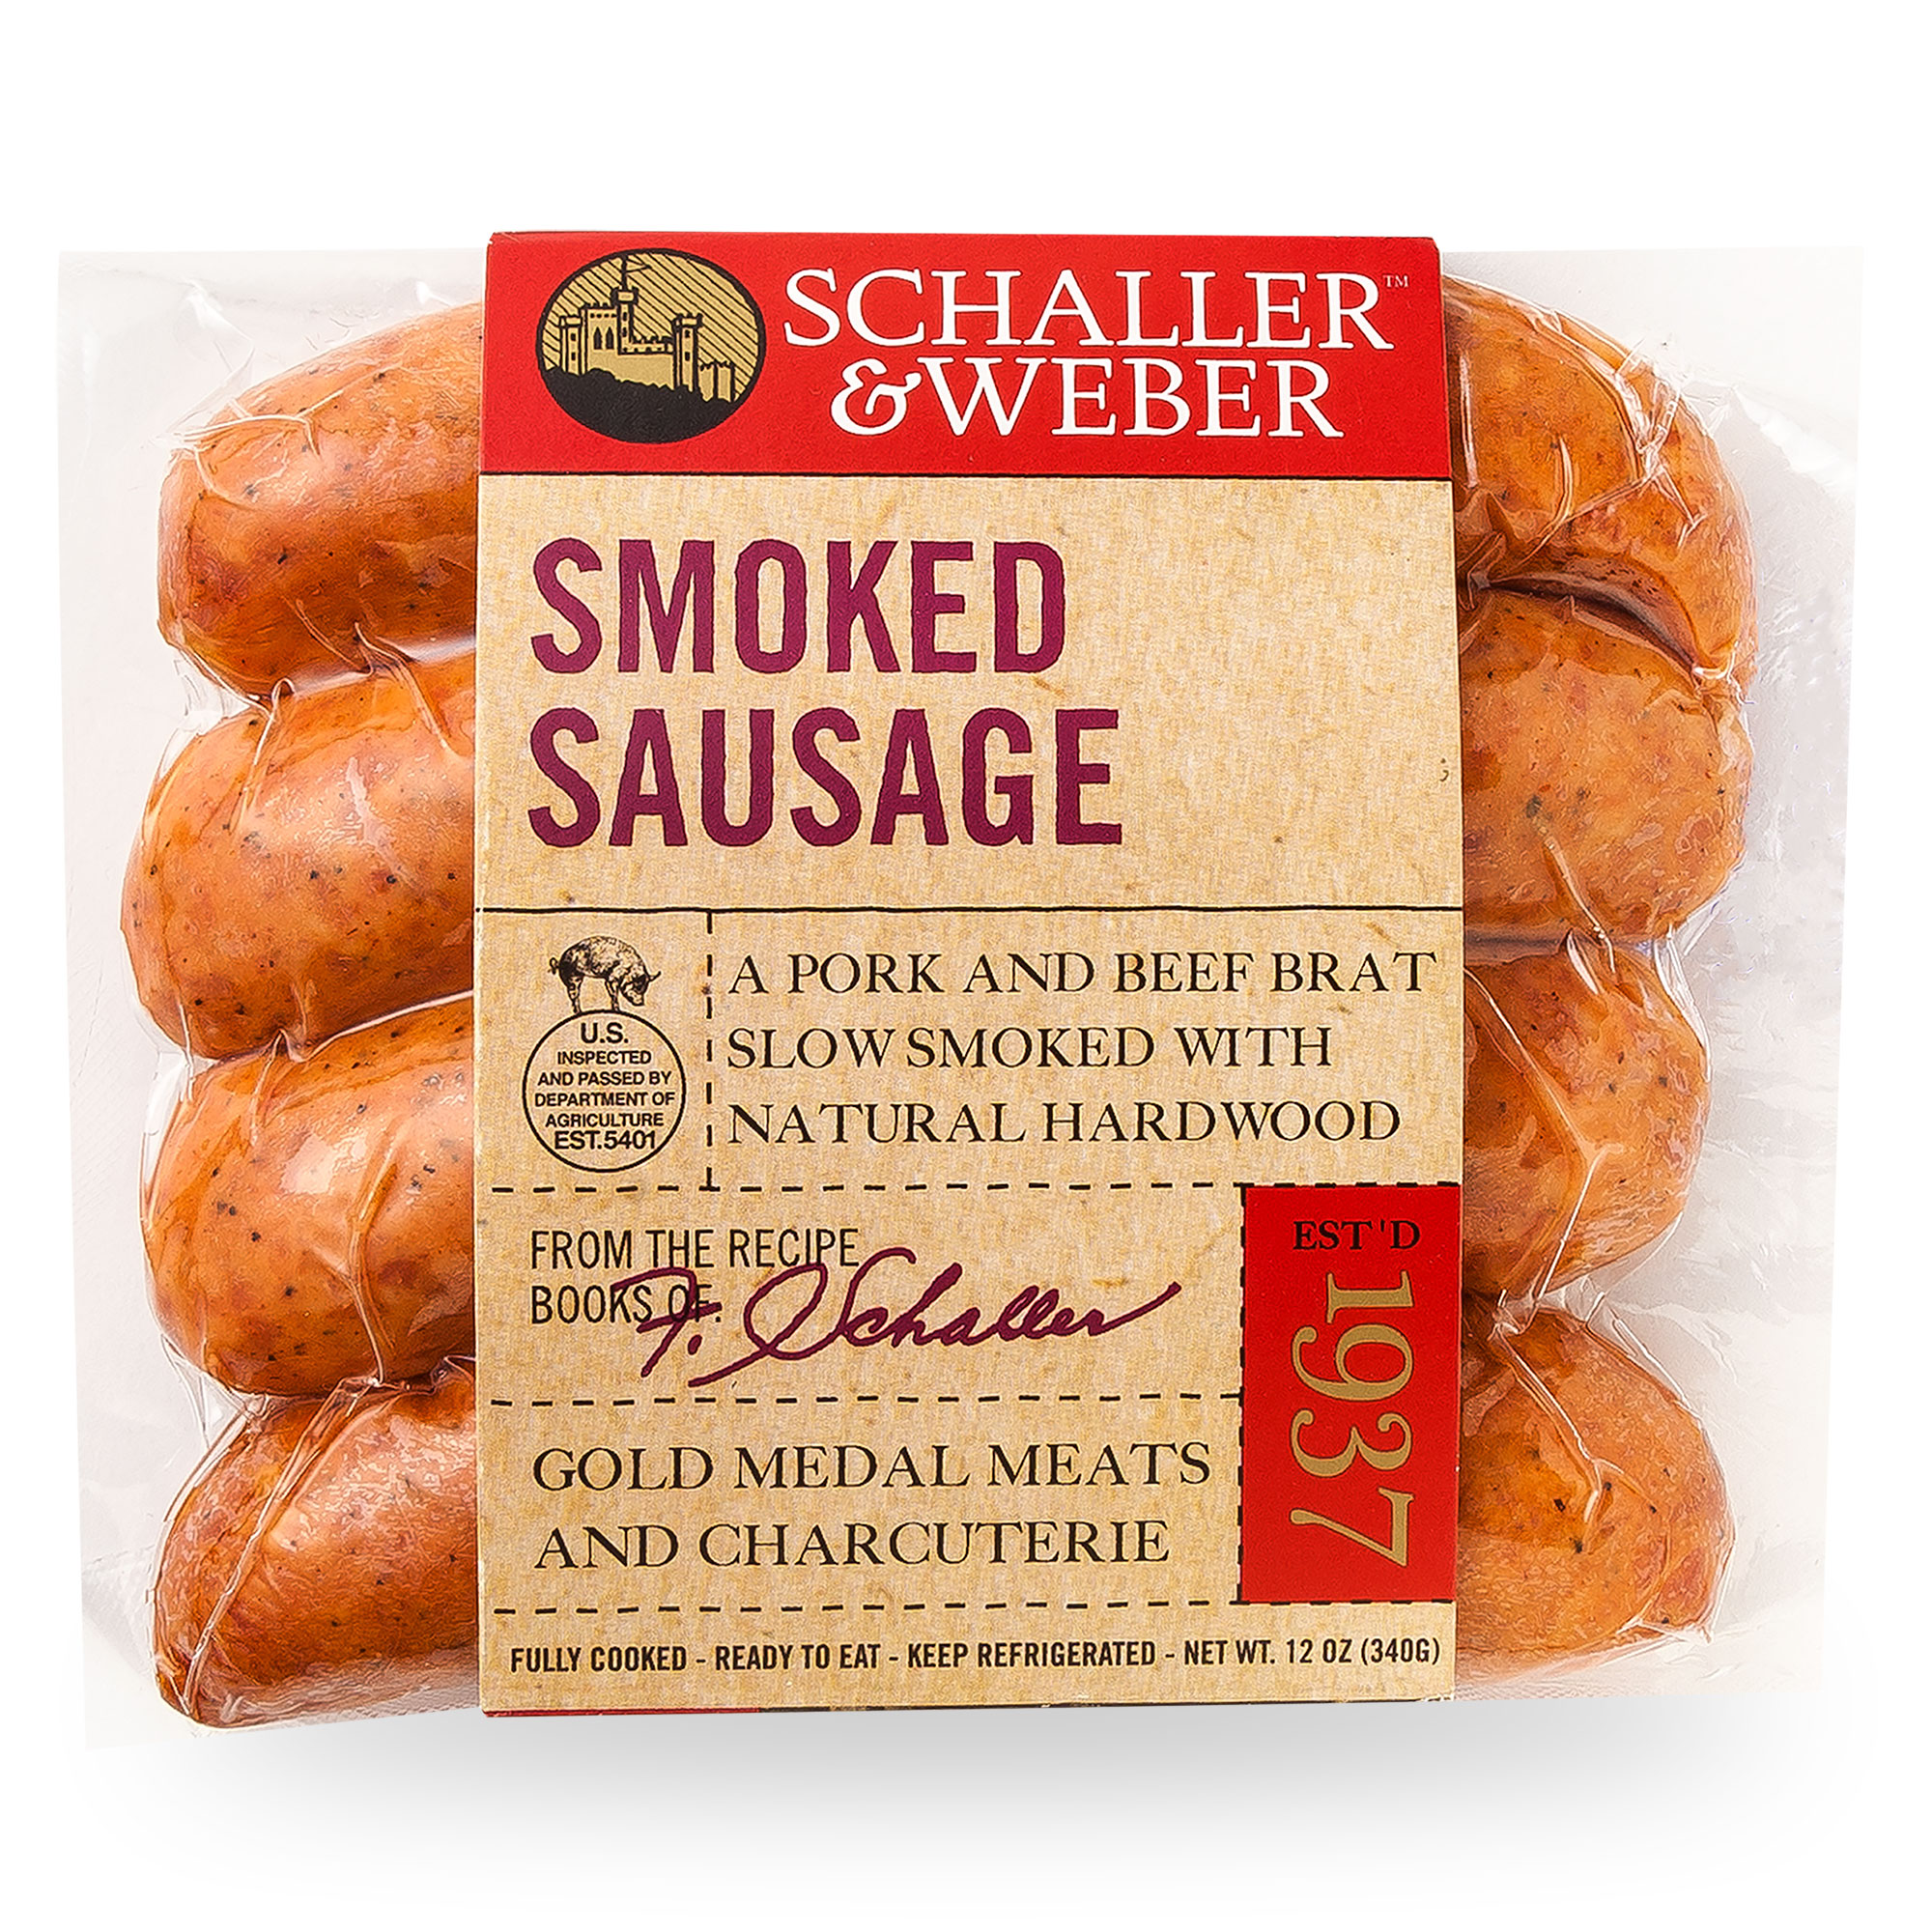 SCHALLER™
&WEBER
SMOKED
SAUSAGE
U.S.
INSPECTED
AND PASSED BY
DEPARTMENT OF
AGRICULTURE
EST.5401
A PORK AND BEEF BRAT
SLOW SMOKED WITH
NATURAL HARDWOOD
FROM THE RECIPE
BOOKS OF:
F. Schaller
EST'D
1937
GOLD MEDAL MEATS
AND CHARCUTERIE
FULLY COOKED - READY TO EAT - KEEP REFRIGERATED - NET WT. 12 OZ (340G)